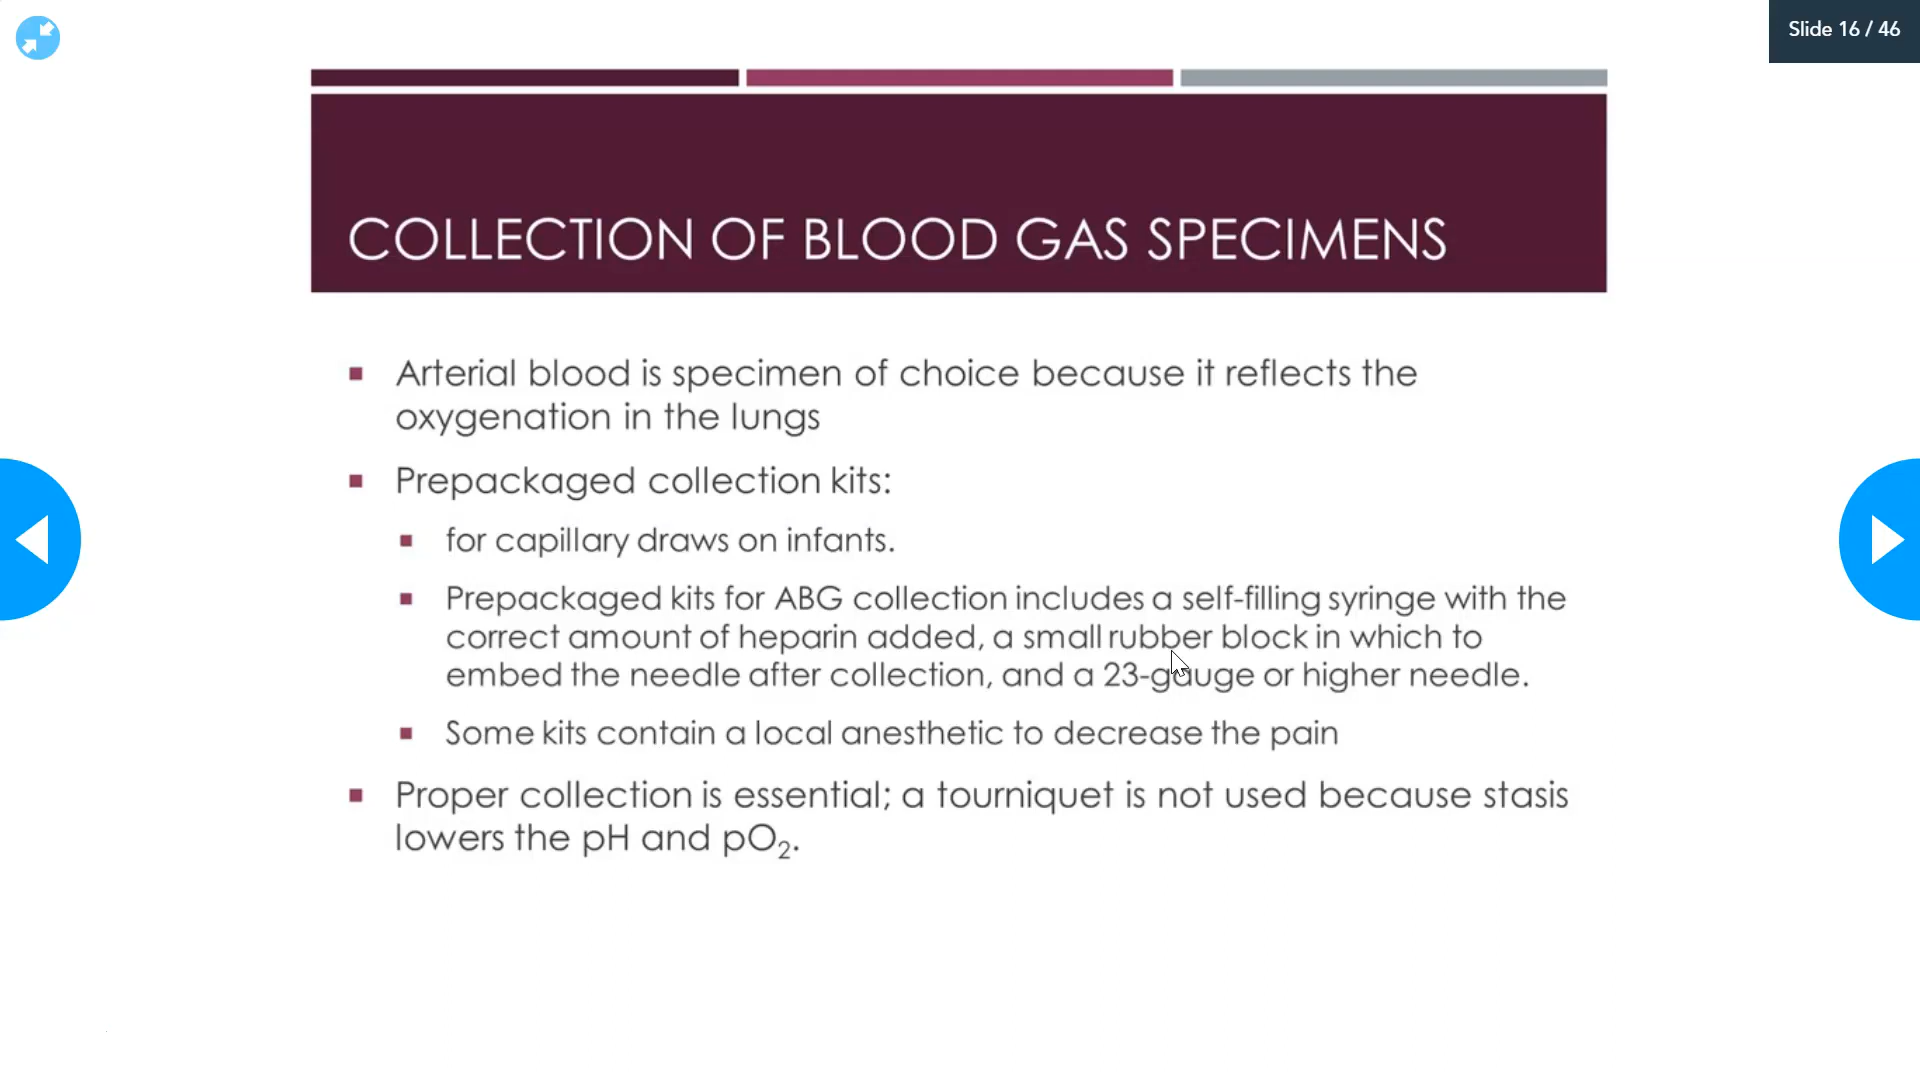 Slide 16 / 46
COLLECTION OF BLOOD GAS SPECIMENS
Arterial blood is specimen of choice because it reflects the
oxygenation in the lungs
Prepackaged collection kits:
for capillary draws on infants.
Prepackaged kits for ABG collection includes a self-filling syringe with the
correct amount of heparin added, a small rubber block in which to
embed the needle after collection, and a 23-gauge or higher needle.
Some kits contain a local anesthetic to decrease the pain
Proper collection is essential; a tourniquet is not used because stasis
lowers the pH and pO₂.